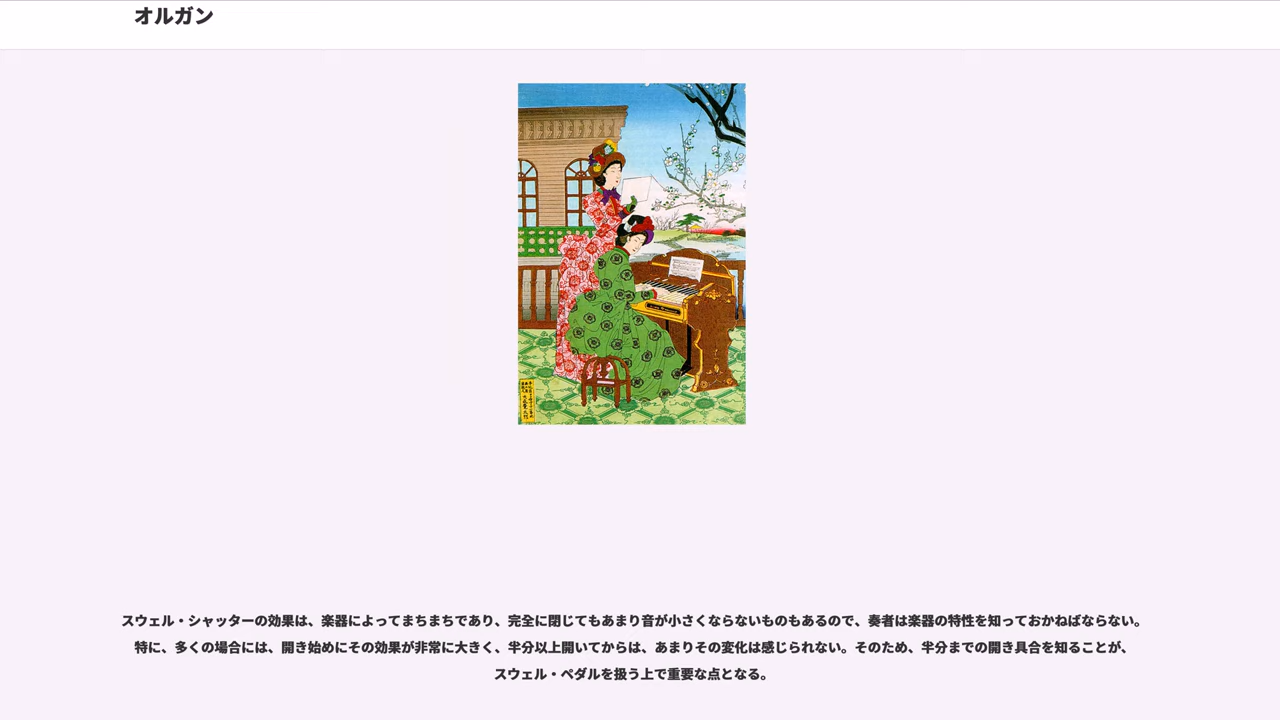 オルガン
スウェル・シャッターの効果は、楽器によってまちまちであり、完全に閉じてもあまり音が小さくならないものもあるので、奏者は楽器の特性を知っておかねばならない。
特に、多くの場合には、開き始めにその効果が非常に大きく、半分以上開いてからは、あまりその変化は感じられない。そのため、半分までの開き具合を知ることが、
スウェル・ペダルを扱う上で重要な点となる。